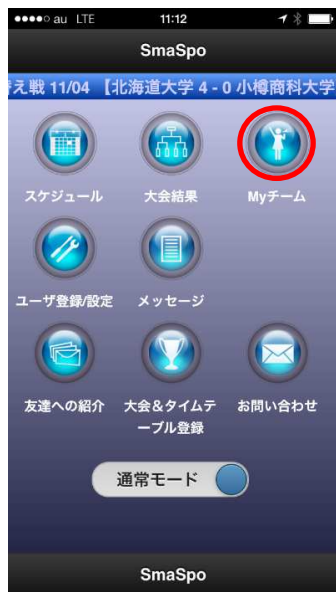 au LTE 11:12
SmaSpo
え戦 11/04 【北海道大学 4 - 0 小樽商科大学
スケジュール 大会結果 Myチーム
ユーザ登録/設定 メッセージ
友達への紹介 大会&タイムテ お問い合わせ
ーブル登録
通常モード
SmaSpo